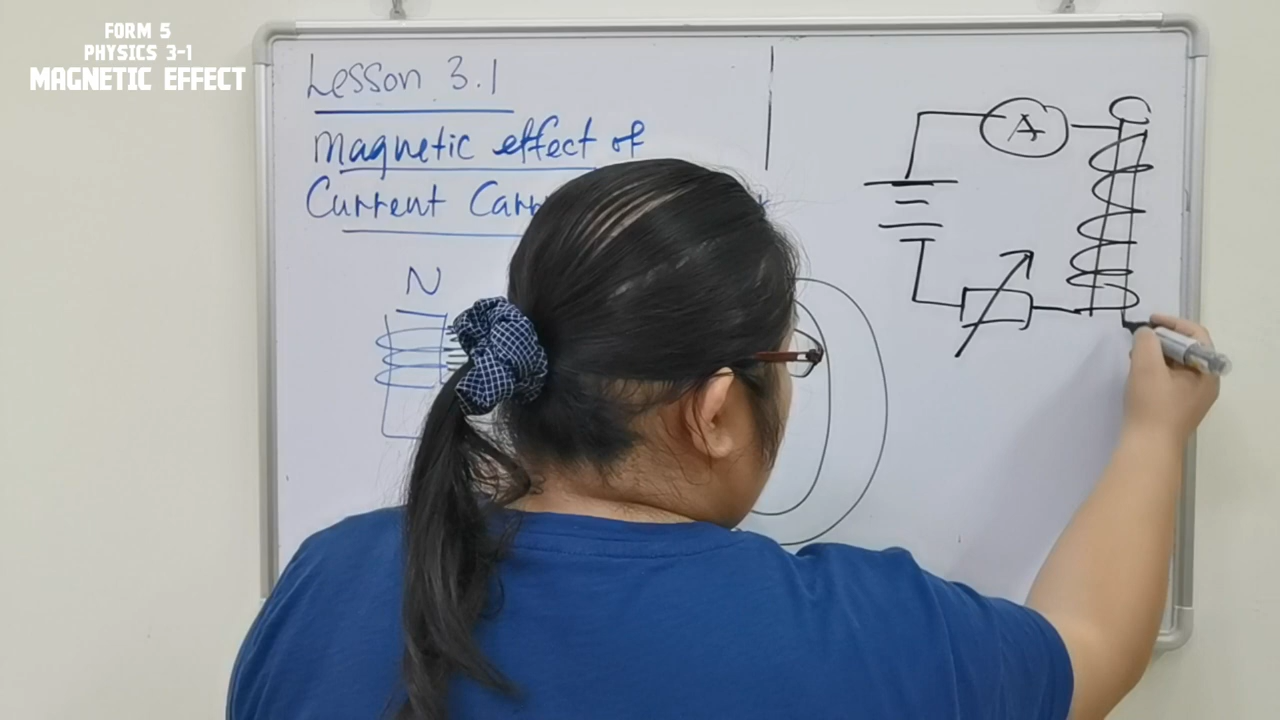 FORM 5
PHYSICS 3-1
MAGNETIC EFFECT
Lesson 3.1
Magnetic effect of
Current
N
A